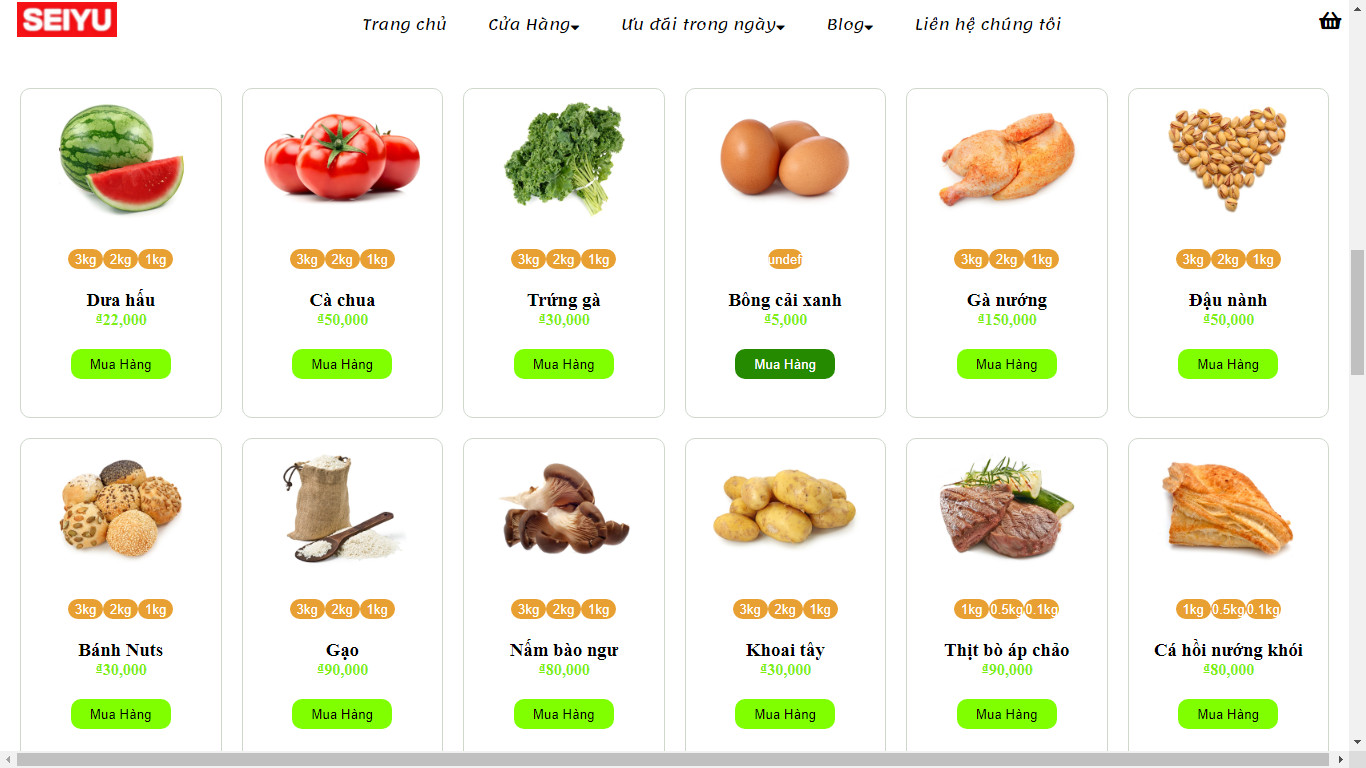 SEIYU
Trang chủ Cửa Hàng Ưu đãi trong ngày Blog Liên hệ chúng tôi
3kg 2kg 1kg
Dưa hấu
₫22,000
Mua Hàng
3kg 2kg 1kg
Cà chua
₫50,000
Mua Hàng
3kg 2kg 1kg
Trứng gà
₫30,000
Mua Hàng
undef
Bông cải xanh
₫5,000
Mua Hàng
3kg 2kg 1kg
Gà nướng
₫150,000
Mua Hàng
3kg 2kg 1kg
Đậu nành
₫50,000
Mua Hàng
3kg 2kg 1kg
Bánh Nuts
₫30,000
Mua Hàng
3kg 2kg 1kg
Gạo
₫90,000
Mua Hàng
3kg 2kg 1kg
Nấm bào ngư
₫80,000
Mua Hàng
3kg 2kg 1kg
Khoai tây
₫30,000
Mua Hàng
1kg 0.5kg 0.1kg
Thịt bò áp chảo
₫90,000
Mua Hàng
1kg 0.5kg 0.1kg
Cá hồi nướng khói
₫80,000
Mua Hàng